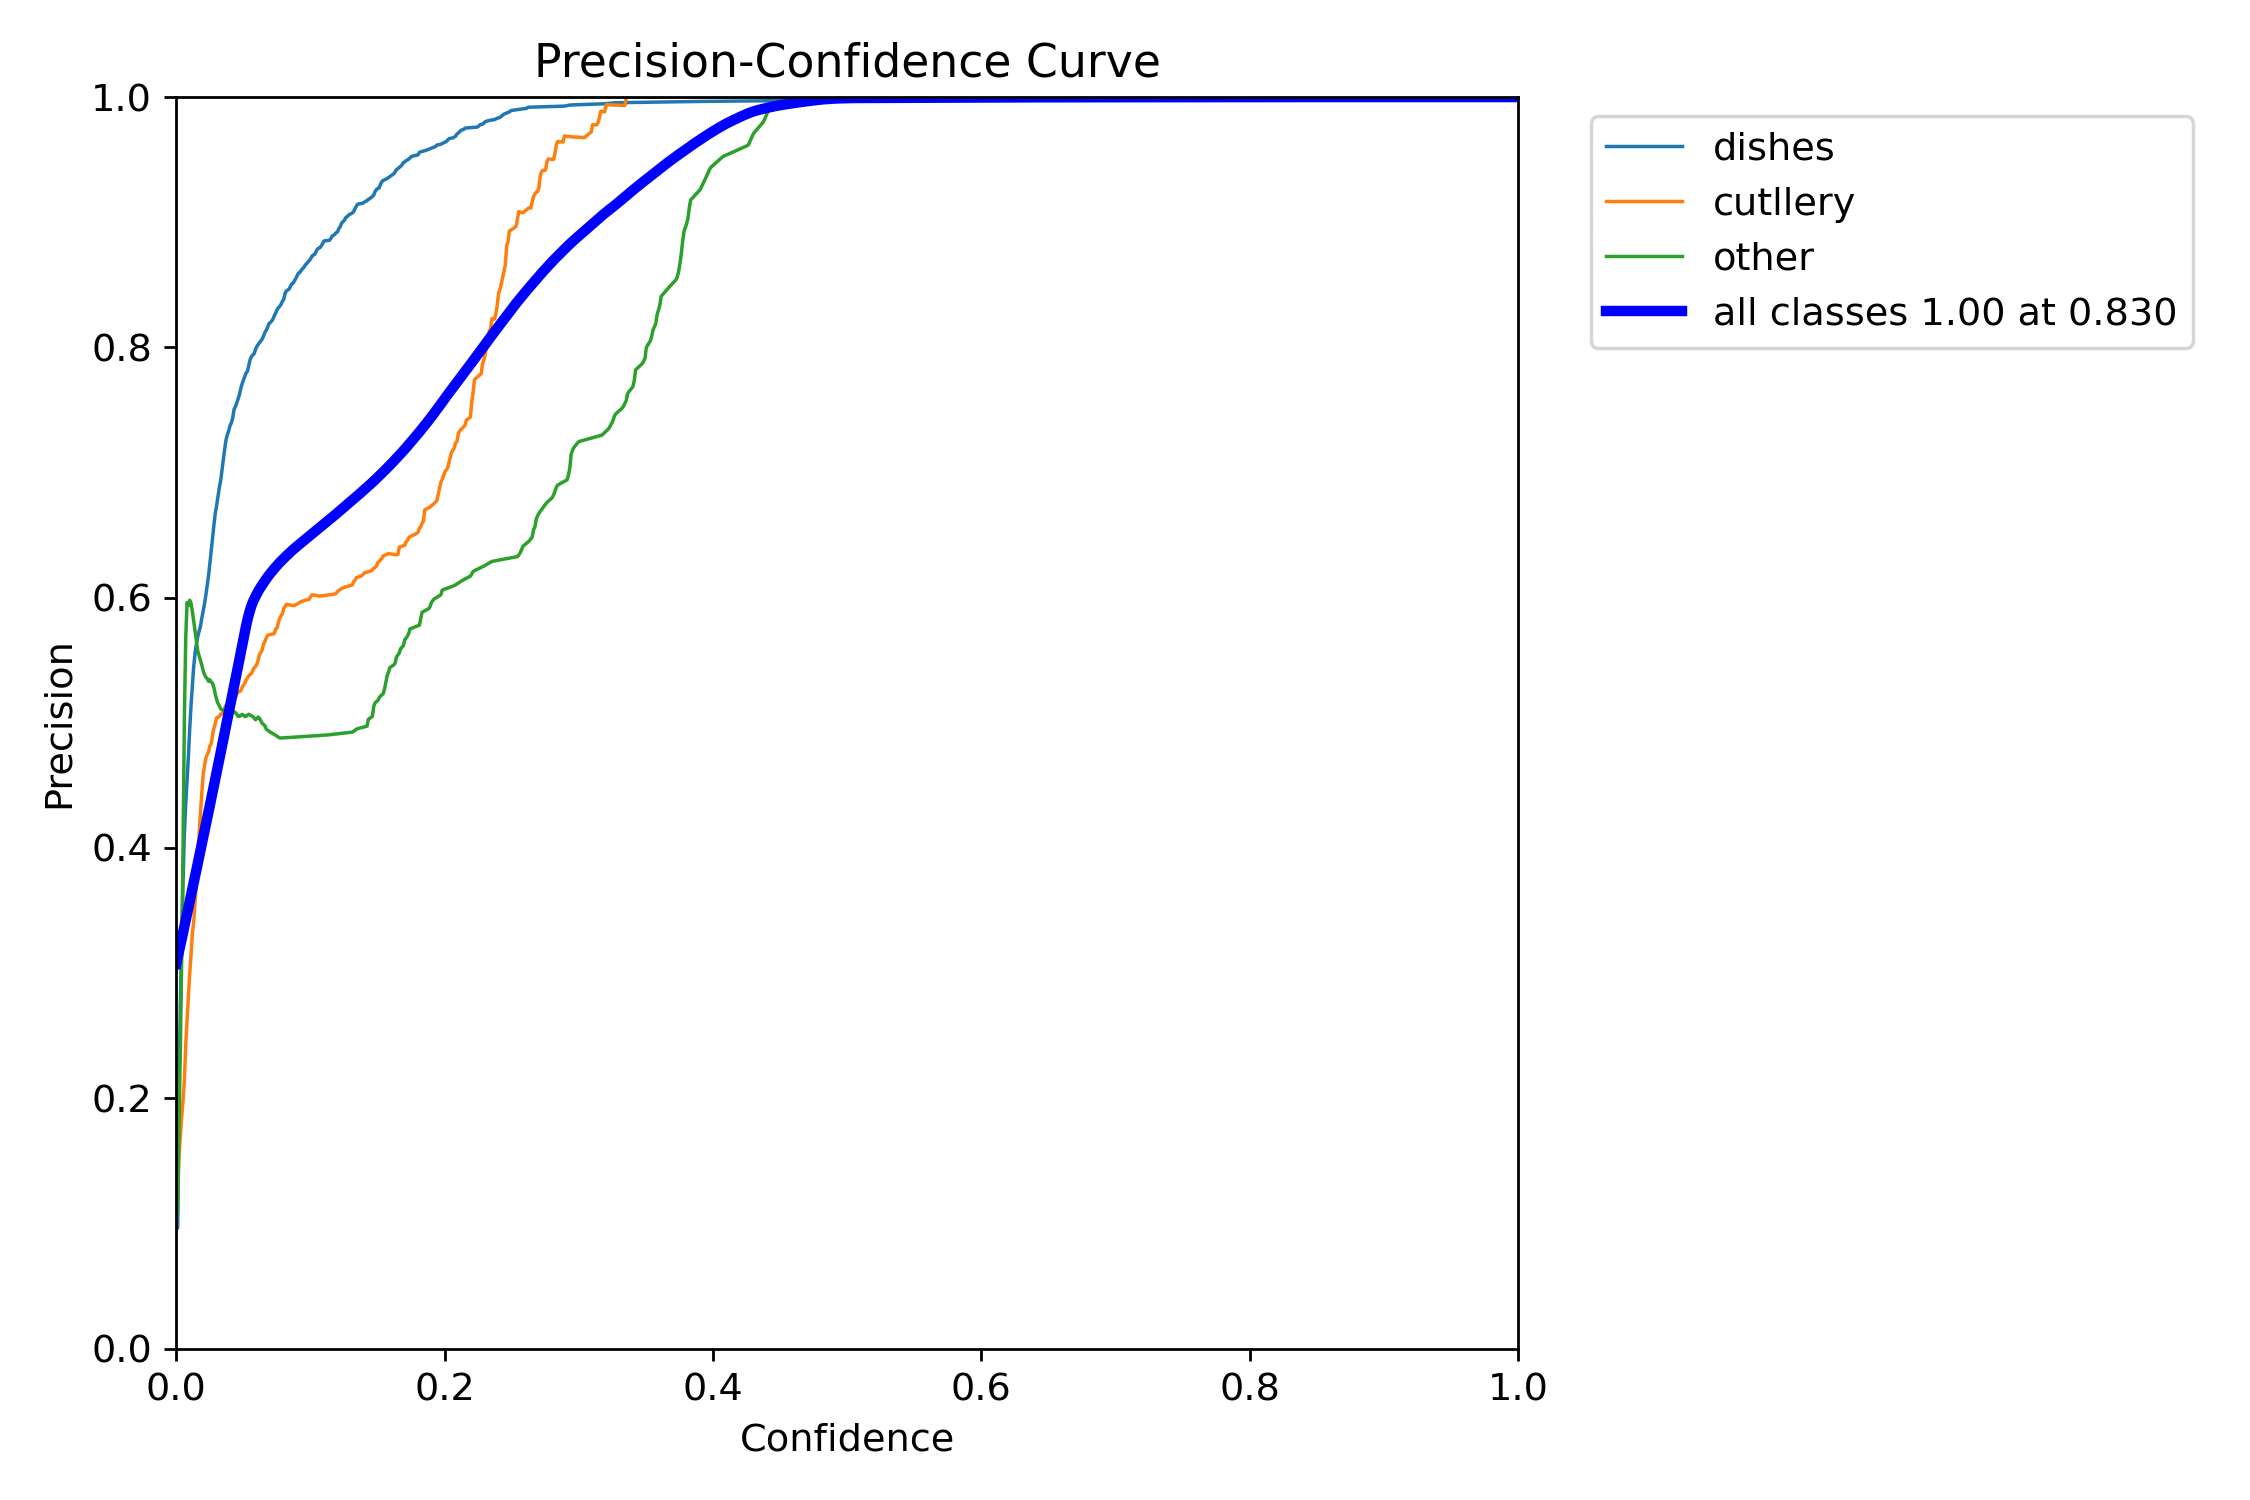 Precision-Confidence Curve
1.0
0.8
0.6
0.4
0.2
0.0
Precision
0.0 0.2 0.4 0.6 0.8 1.0
Confidence
dishes
cutllery
other
all classes 1.00 at 0.830